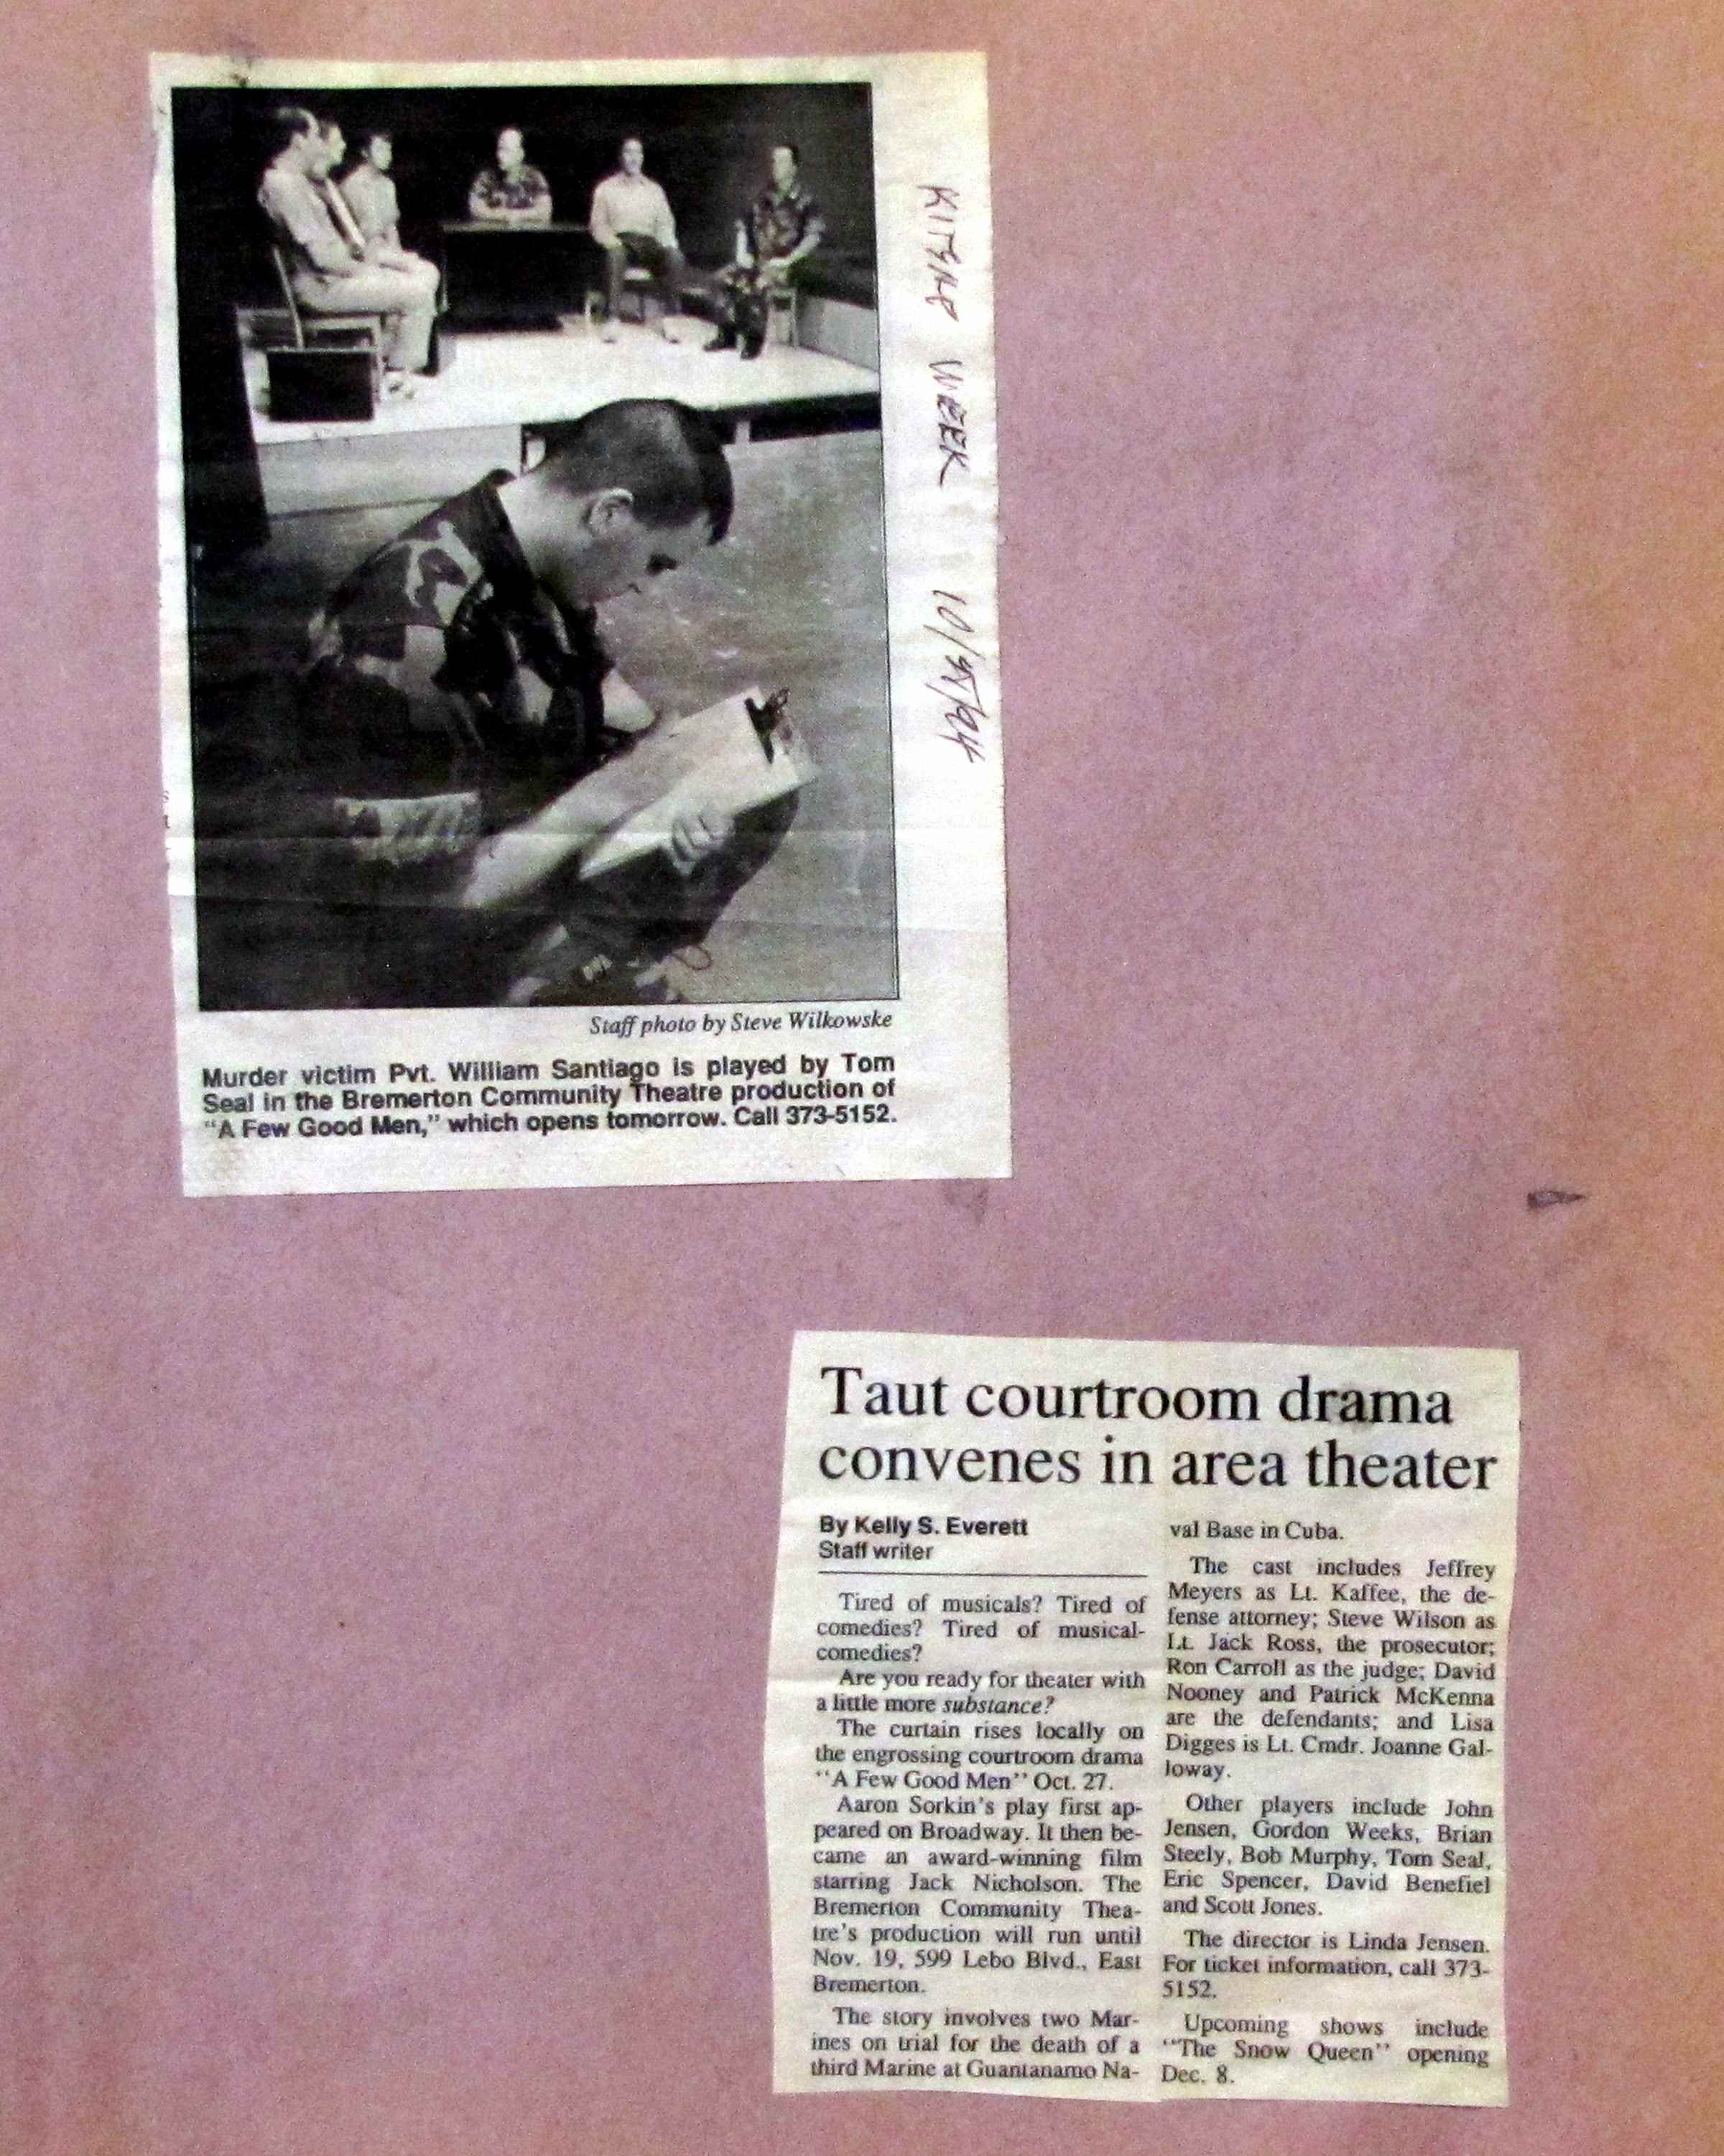 KITSAP WEEK 10/25/94
Staff photo by Steve Wilkowske
Murder victim Pvt. William Santiago is played by Tom
Seal in the Bremerton Community Theatre production of
“A Few Good Men,” which opens tomorrow. Call 373-5152.
Taut courtroom drama
convenes in area theater
By Kelly S. Everett
Staff writer
Tired of musicals? Tired of
comedies? Tired of musical-
comedies?
Are you ready for theater with
a little more substance?
The curtain rises locally on
the engrossing courtroom drama
“A Few Good Men” Oct. 27.
Aaron Sorkin’s play first ap-
peared on Broadway. It then be-
came an award-winning film
starring Jack Nicholson. The
Bremerton Community Thea-
tre’s production will run until
Nov. 19, 599 Lebo Blvd., East
Bremerton.
The story involves two Mar-
ines on trial for the death of a
third Marine at Guantanamo Na-
val Base in Cuba.
The cast includes Jeffrey
Meyers as Lt. Kaffee, the de-
fense attorney; Steve Wilson as
Lt. Jack Ross, the prosecutor;
Ron Carroll as the judge; David
Nooney and Patrick McKenna
are the defendants; and Lisa
Digges is Lt. Cmdr. Joanne Gal-
loway.
Other players include John
Jensen, Gordon Weeks, Brian
Steely, Bob Murphy, Tom Seal,
Eric Spencer, David Benefiel
and Scott Jones.
The director is Linda Jensen.
For ticket information, call 373-
5152.
Upcoming shows include
“The Snow Queen” opening
Dec. 8.